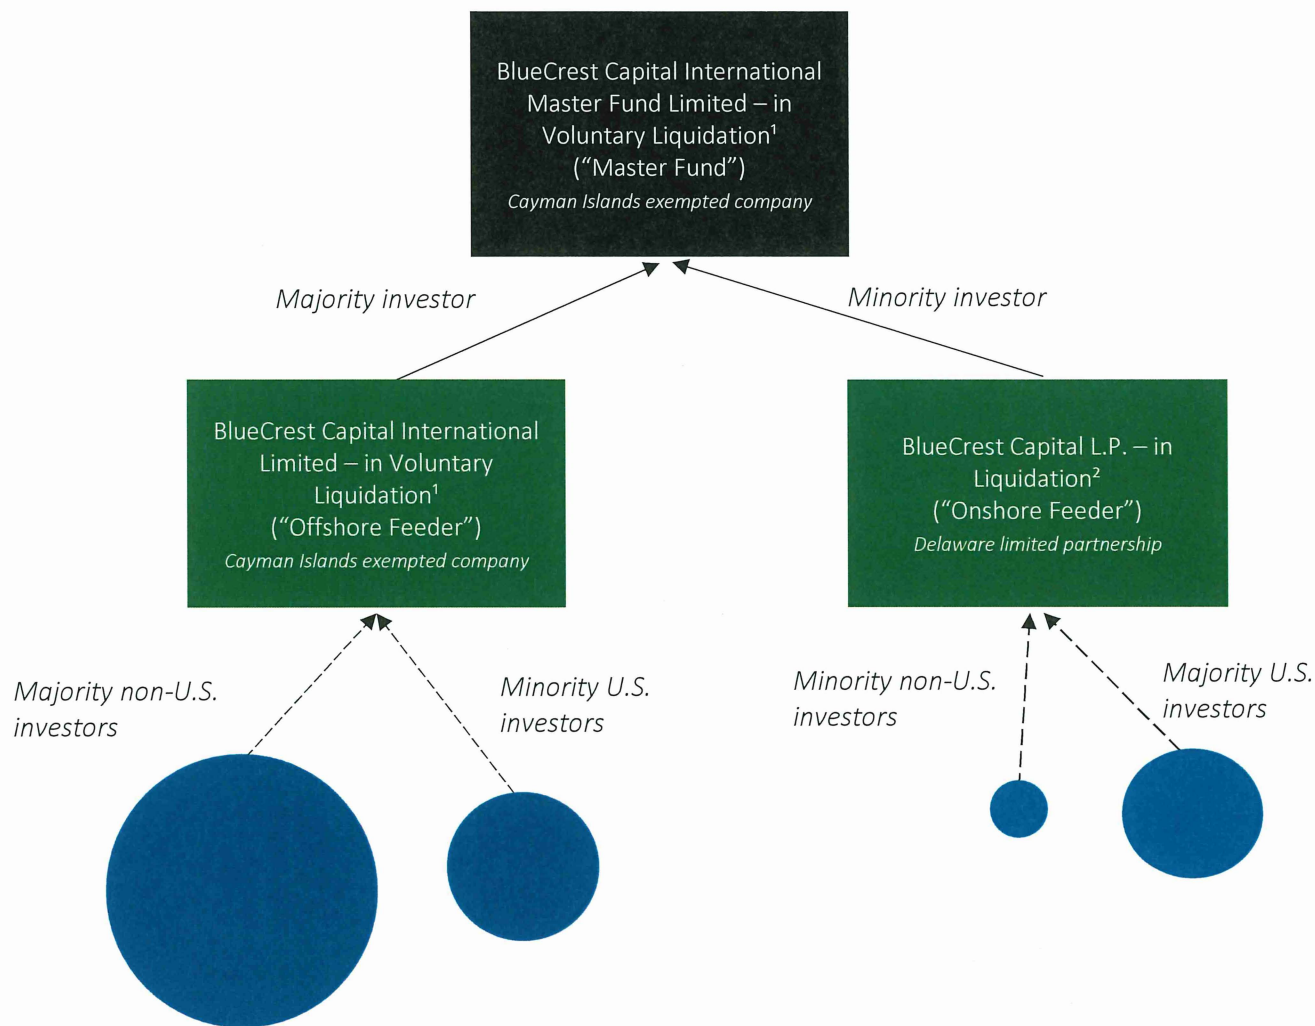 BlueCrest Capital International
Master Fund Limited – in
Voluntary Liquidation¹
(“Master Fund”)
Cayman Islands exempted company
Majority investor
Minority investor
BlueCrest Capital International
Limited – in Voluntary
Liquidation¹
(“Offshore Feeder”)
Cayman Islands exempted company
BlueCrest Capital L.P. – in
Liquidation²
(“Onshore Feeder”)
Delaware limited partnership
Majority non-U.S.
investors
Minority U.S.
investors
Minority non-U.S.
investors
Majority U.S.
investors